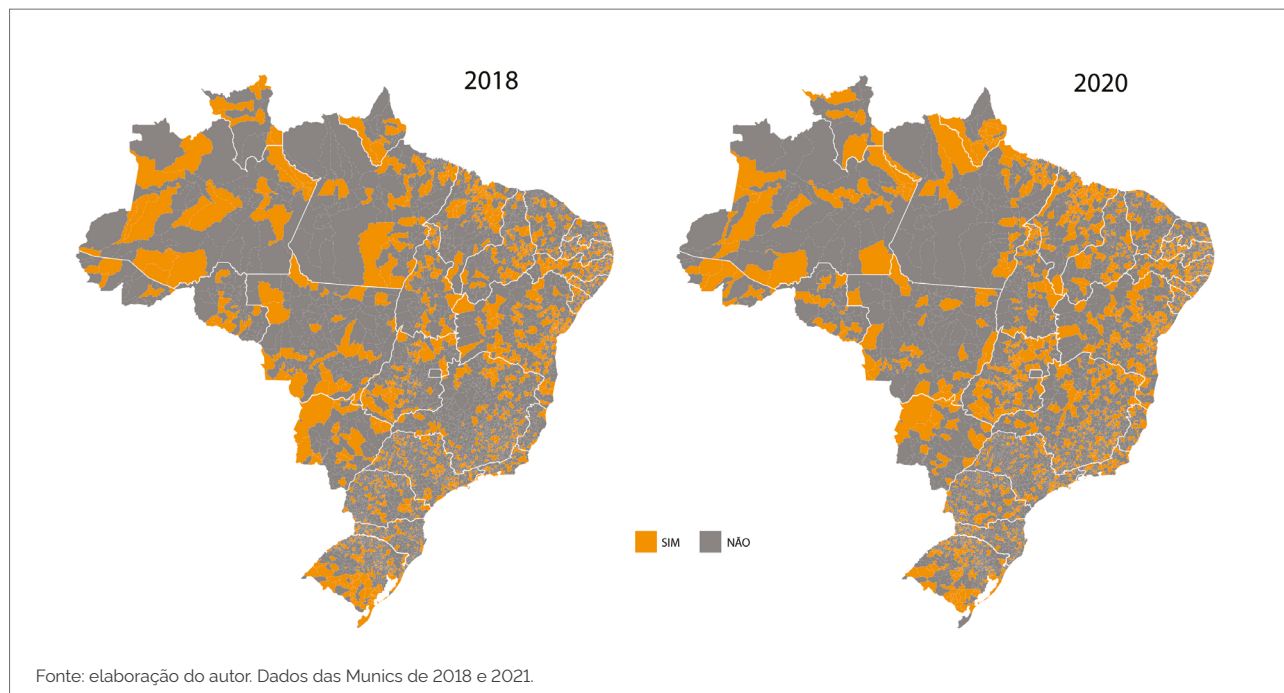 2018
2020
SIM
NÃO
Fonte: elaboração do autor. Dados das Munics de 2018 e 2021.